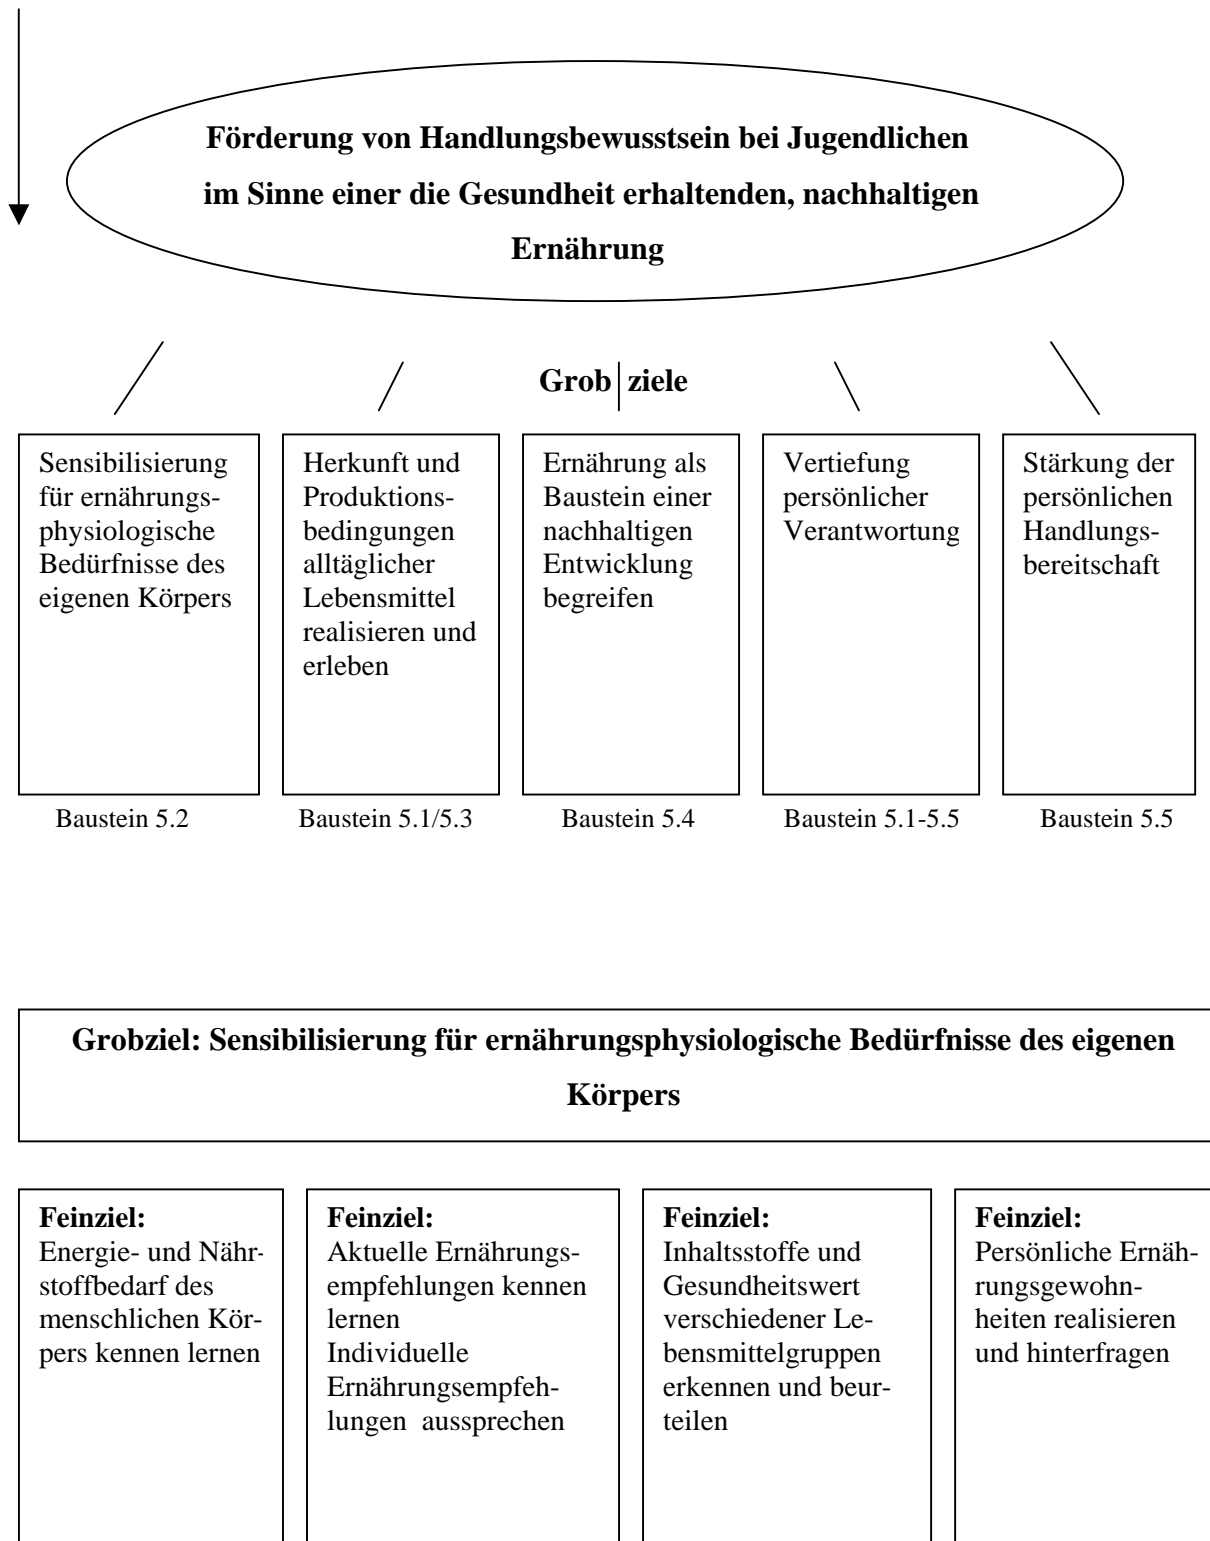 Förderung von Handlungsbewusstsein bei Jugendlichen
im Sinne einer die Gesundheit erhaltenden, nachhaltigen
Ernährung
Grob ziele
Sensibilisierung
für ernährungs-
physiologische
Bedürfnisse des
eigenen Körpers
Baustein 5.2
Herkunft und
Produktions-
bedingungen
alltäglicher
Lebensmittel
realisieren und
erleben
Baustein 5.1/5.3
Ernährung als
Baustein einer
nachhaltigen
Entwicklung
begreifen
Baustein 5.4
Vertiefung
persönlicher
Verantwortung
Baustein 5.1-5.5
Stärkung der
persönlichen
Handlungs-
bereitschaft
Baustein 5.5
Grobziel: Sensibilisierung für ernährungsphysiologische Bedürfnisse des eigenen
Körpers
Feinziel:
Energie- und Nähr-
stoffbedarf des
menschlichen Kör-
pers kennen lernen
Feinziel:
Aktuelle Ernährungs-
empfehlungen kennen
lernen
Individuelle
Ernährungsempfeh-
lungen aussprechen
Feinziel:
Inhaltsstoffe und
Gesundheitswert
verschiedener Le-
bensmittelgruppen
erkennen und beur-
teilen
Feinziel:
Persönliche Ernäh-
rungsgewohn-
heiten realisieren
und hinterfragen